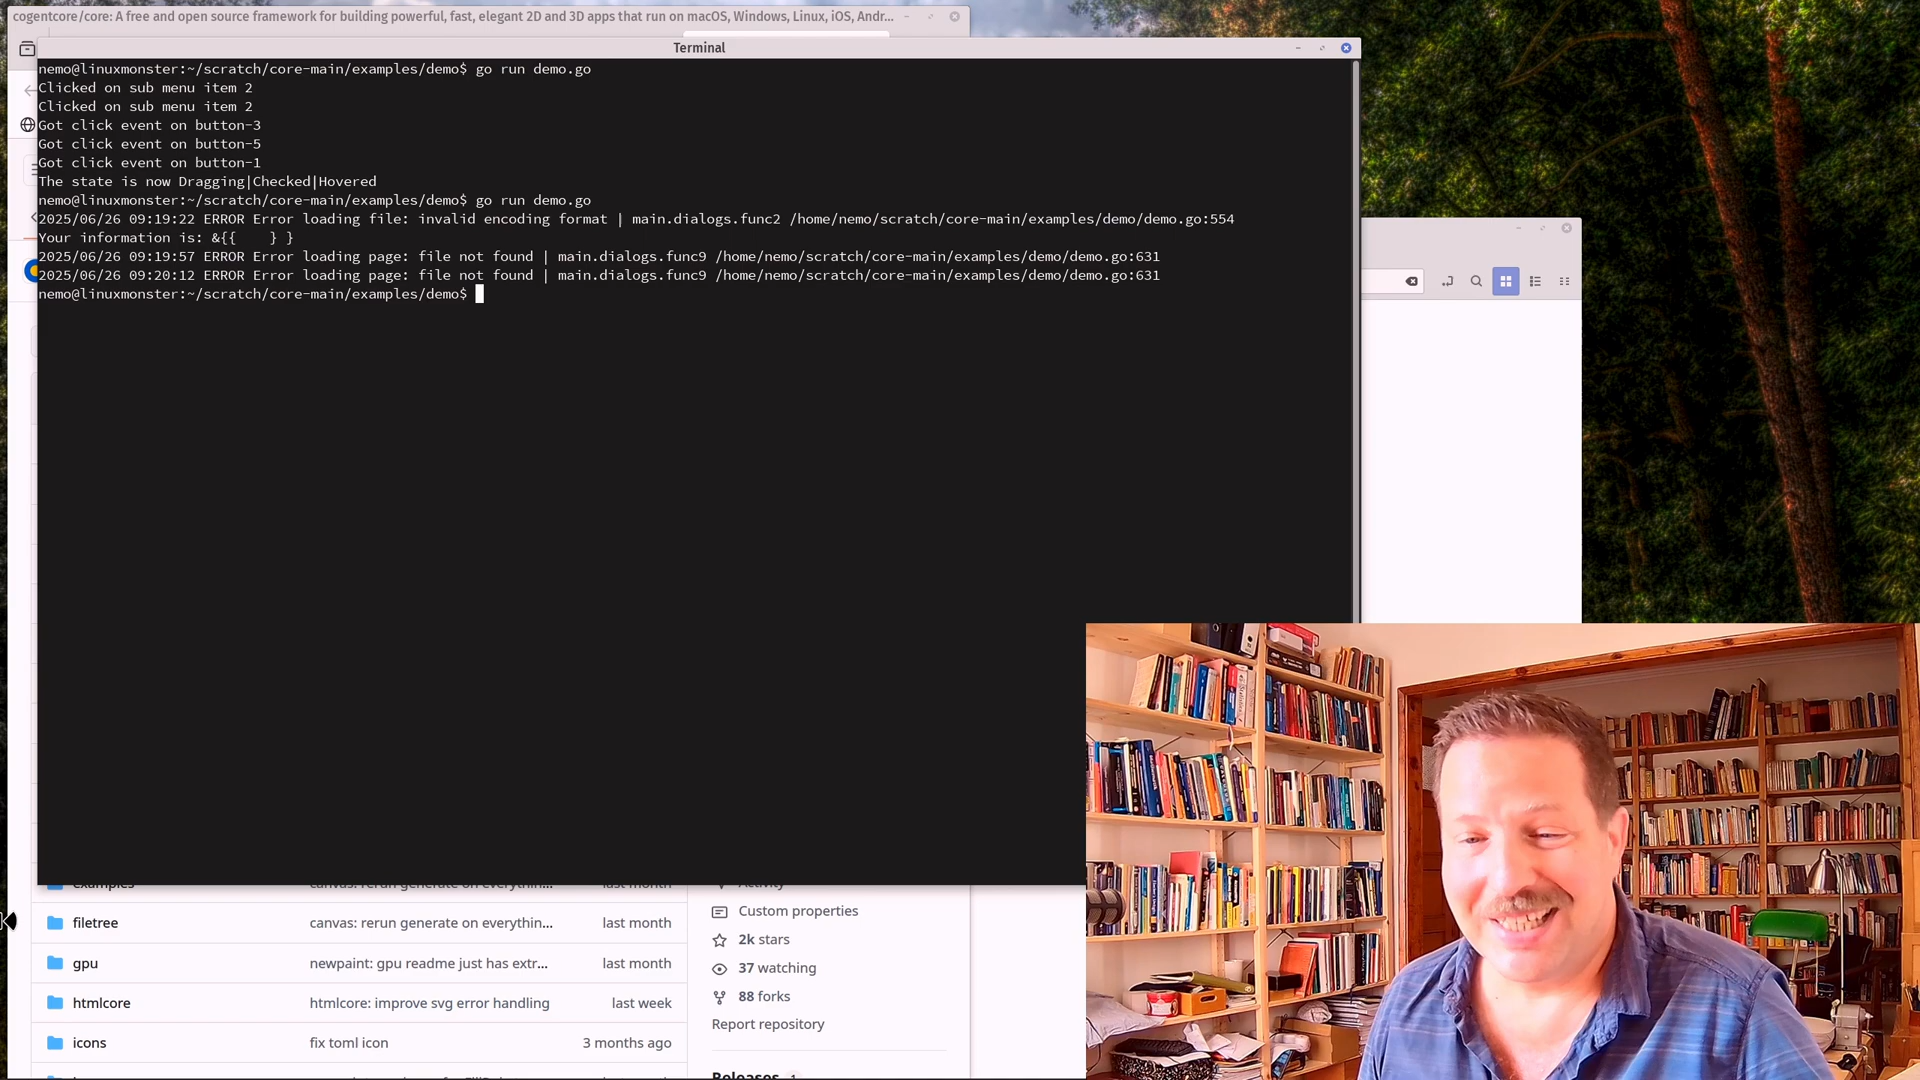 cogentcore/core: A free and open source framework for building powerful, fast, elegant 2D and 3D apps that run on macOS, Windows, Linux, iOS, Andr...
Terminal
nemo@linuxmonster:~/scratch/core-main/examples/demo$ go run demo.go
Clicked on sub menu item 2
Clicked on sub menu item 2
Got click event on button-3
Got click event on button-5
Got click event on button-1
The state is now Dragging|Checked|Hovered
nemo@linuxmonster:~/scratch/core-main/examples/demo$ go run demo.go
2025/06/26 09:19:22 ERROR Error loading file: invalid encoding format | main.dialogs.func2 /home/nemo/scratch/core-main/examples/demo/demo.go:554
Your information is: &{{    } }
2025/06/26 09:19:57 ERROR Error loading page: file not found | main.dialogs.func9 /home/nemo/scratch/core-main/examples/demo/demo.go:631
2025/06/26 09:20:12 ERROR Error loading page: file not found | main.dialogs.func9 /home/nemo/scratch/core-main/examples/demo/demo.go:631
nemo@linuxmonster:~/scratch/core-main/examples/demo$
examples canvas: rerun generate on everythin... last month
Activity
Custom properties
filetree canvas: rerun generate on everythin... last month
2k stars
gpu newpaint: gpu readme just has extr... last month
37 watching
htmlcore htmlcore: improve svg error handling last week
88 forks
Report repository
icons fix toml icon 3 months ago
Releases 1